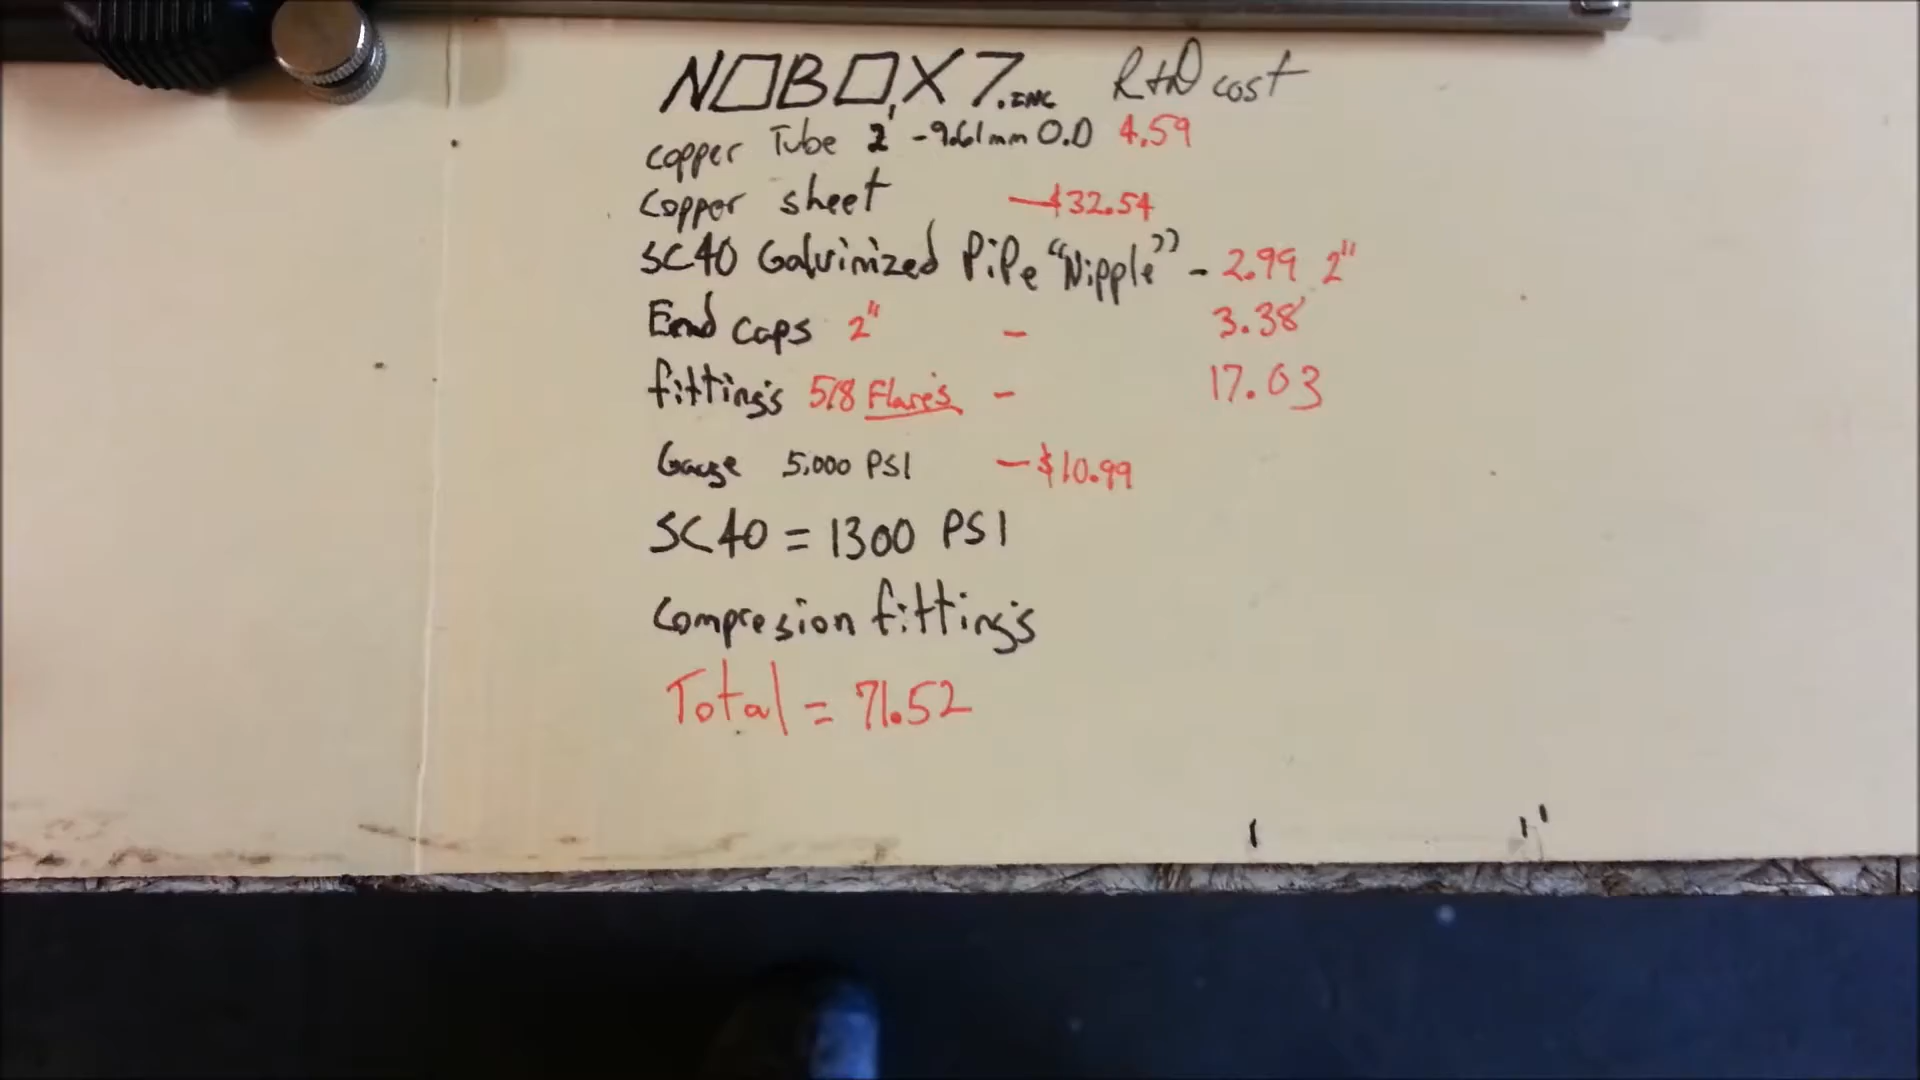 NOBOX7.INC R+D cost
copper Tube 2' -9.61mm O.D 4.59
copper sheet —$32.54
SC40 Galvinized PiPe "Nipple" - 2.99 2"
End caps 2" - 3.38
fitting's 5/8 Flare's - 17.03
Gauge 5,000 PSI —$10.99
SC40 = 1300 PSI
Compresion fitting's
Total = 71.52